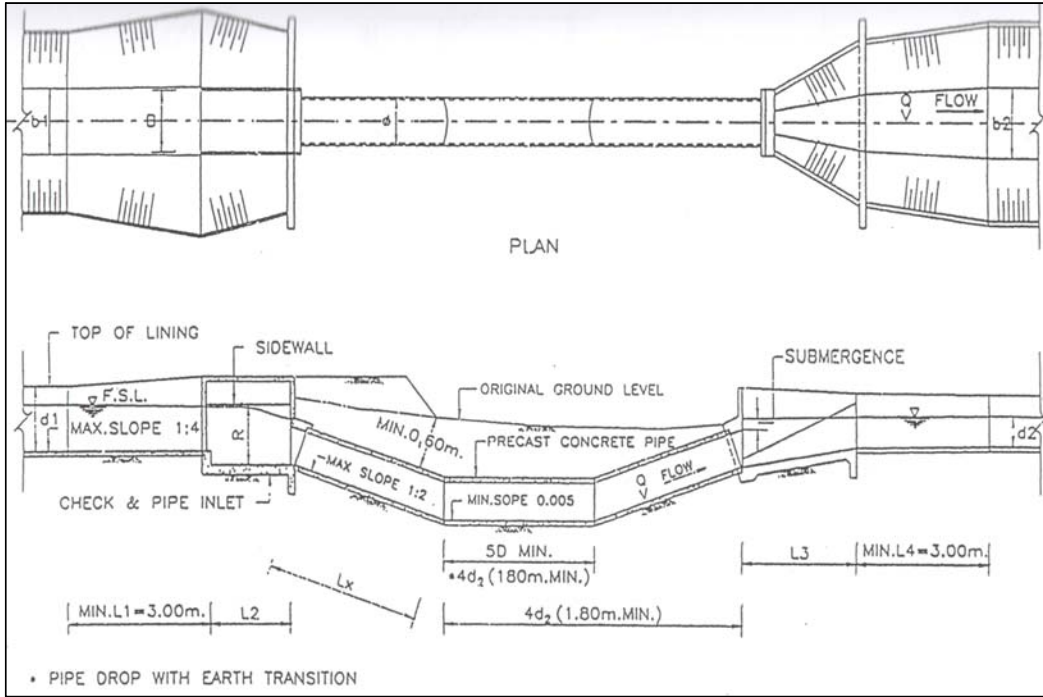 b1
B
ø
Q
FLOW
b2
PLAN
TOP OF LINING
SIDEWALL
SUBMERGENCE
F.S.L.
ORIGINAL GROUND LEVEL
d1
MAX.SLOPE 1:4
R
MIN.0,60m.
PRECAST CONCRETE PIPE
d2
MAX SLOPE 1:2
MIN.SOPE 0.005
Q
FLOW
CHECK & PIPE INLET
5D MIN.
*4d₂ (180m.MIN.)
L3
MIN.L4=3.00m.
Lx
MIN.L1=3.00m.
L2
4d₂ (1.80m.MIN.)
* PIPE DROP WITH EARTH TRANSITION